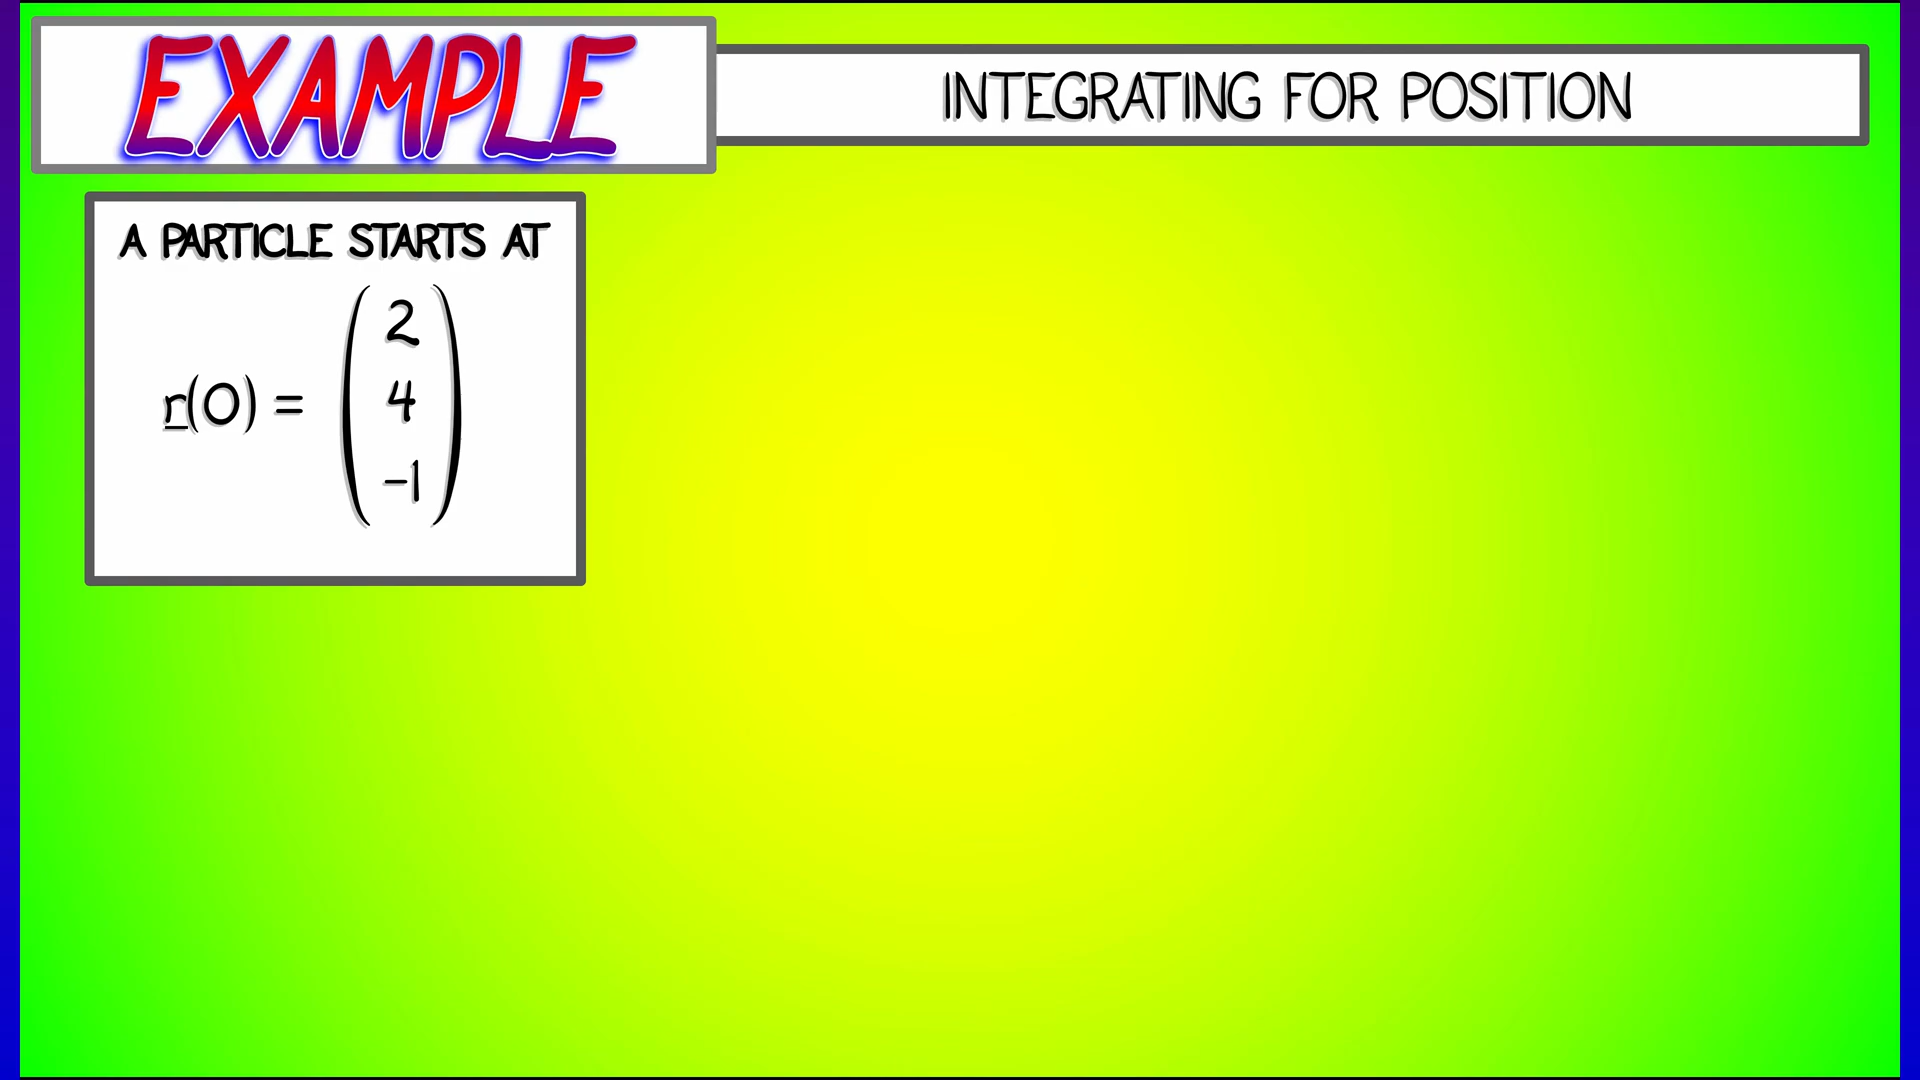 EXAMPLE
INTEGRATING FOR POSITION
A PARTICLE STARTS AT
2
4
r(0) =
-1